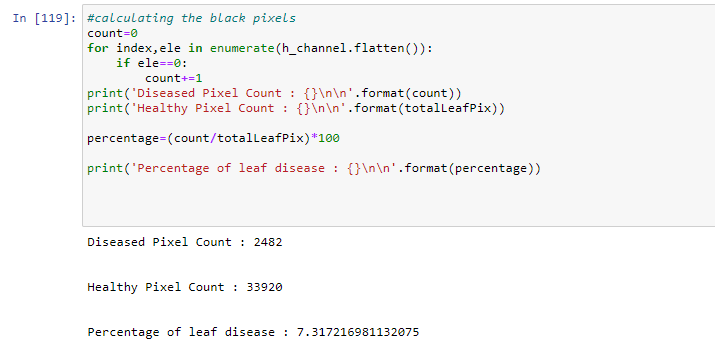 In [119]: #calculating the black pixels
count=0
for index,ele in enumerate(h_channel.flatten()):
    if ele==0:
        count+=1
print('Diseased Pixel Count : {}\n\n'.format(count))
print('Healthy Pixel Count : {}\n\n'.format(totalLeafPix))
percentage=(count/totalLeafPix)*100
print('Percentage of leaf disease : {}\n\n'.format(percentage))
Diseased Pixel Count : 2482
Healthy Pixel Count : 33920
Percentage of leaf disease : 7.317216981132075